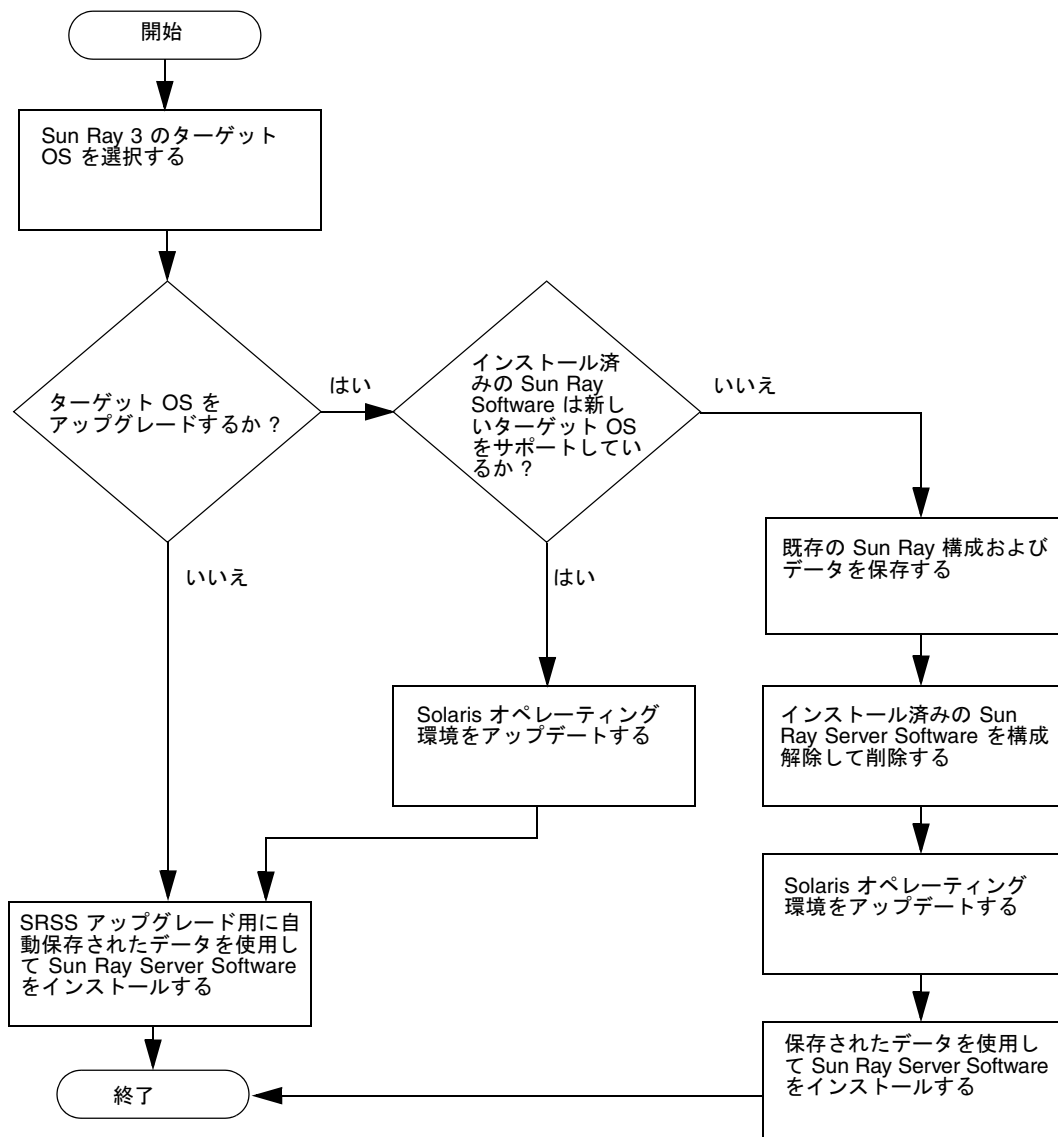 開始
Sun Ray 3 のターゲット
OS を選択する
ターゲット OS を
アップグレードするか ?
はい
インストール済
みの Sun Ray
Software は新し
いターゲット OS
をサポートしてい
るか ?
いいえ
いいえ
はい
既存の Sun Ray 構成および
データを保存する
Solaris オペレーティング
環境をアップデートする
インストール済みの Sun
Ray Server Software を構成
解除して削除する
Solaris オペレーティング
環境をアップデートする
SRSS アップグレード用に自
動保存されたデータを使用し
て Sun Ray Server Software
をインストールする
保存されたデータを使用し
て Sun Ray Server Software
をインストールする
終了